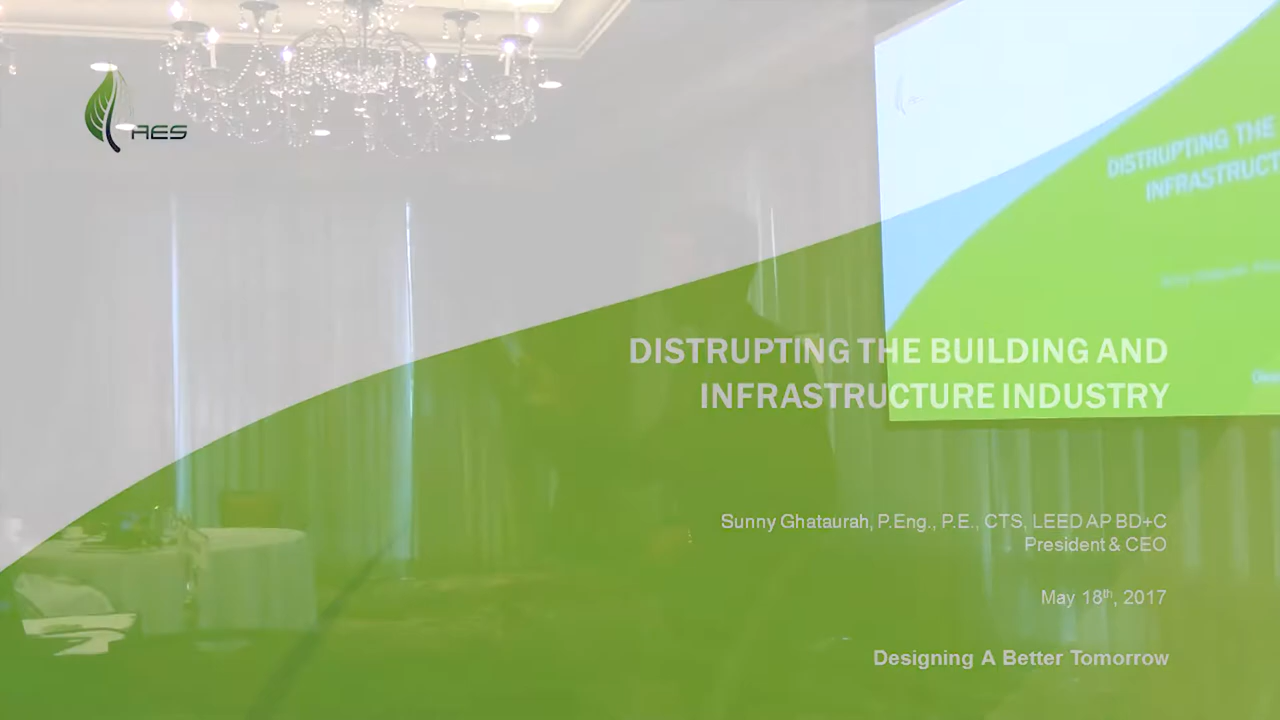 AES
DISTRUPTING THE
INFRASTRUCT
DISTRUPTING THE BUILDING AND
INFRASTRUCTURE INDUSTRY
Sunny Ghataurah, P.Eng., P.E., CTS, LEED AP BD+C
President & CEO
May 18th, 2017
Designing A Better Tomorrow